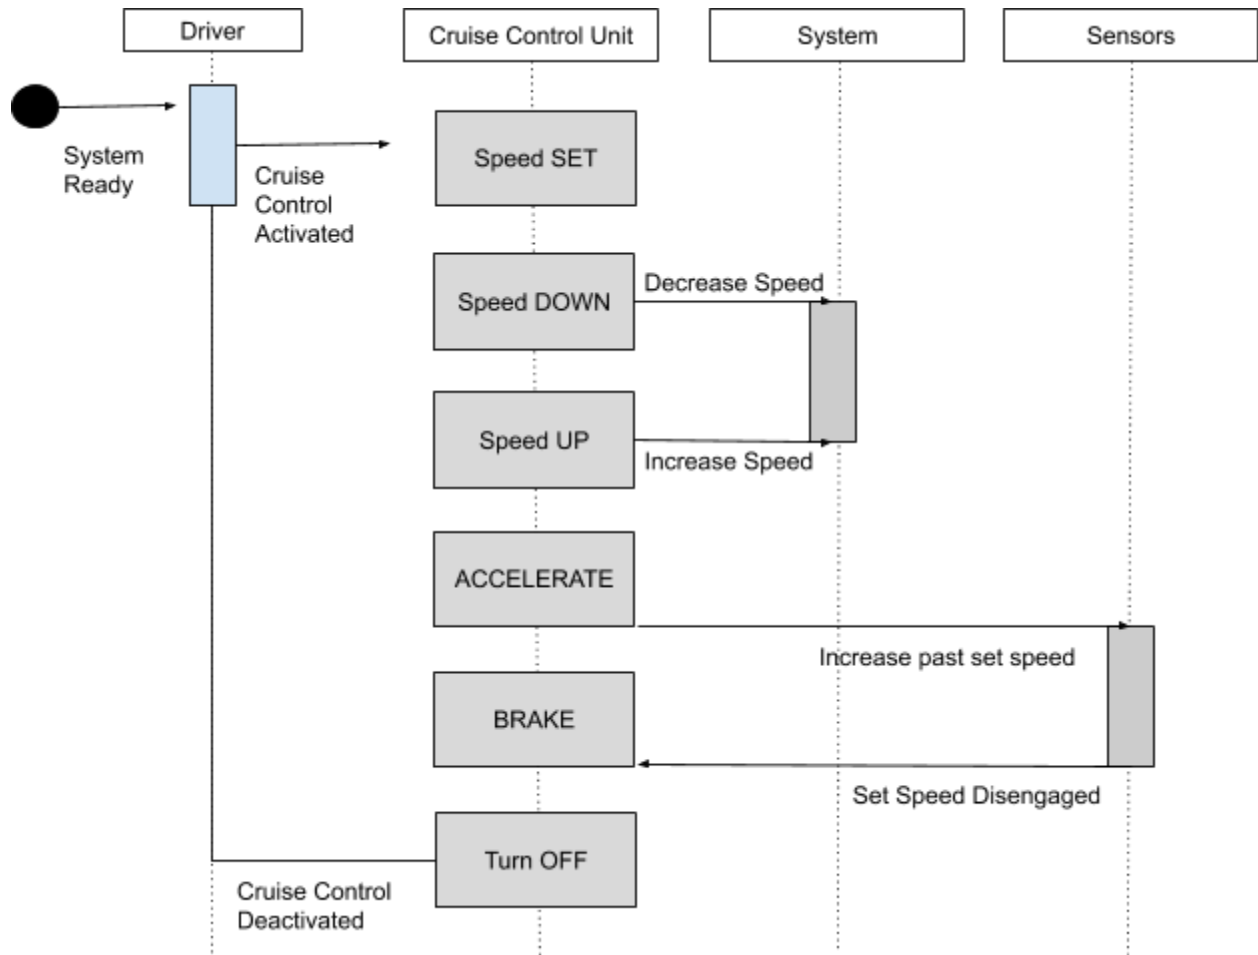 Driver
Cruise Control Unit
System
Sensors
System
Ready
Cruise
Control
Activated
Speed SET
Speed DOWN
Decrease Speed
Speed UP
Increase Speed
ACCELERATE
Increase past set speed
BRAKE
Set Speed Disengaged
Turn OFF
Cruise Control
Deactivated